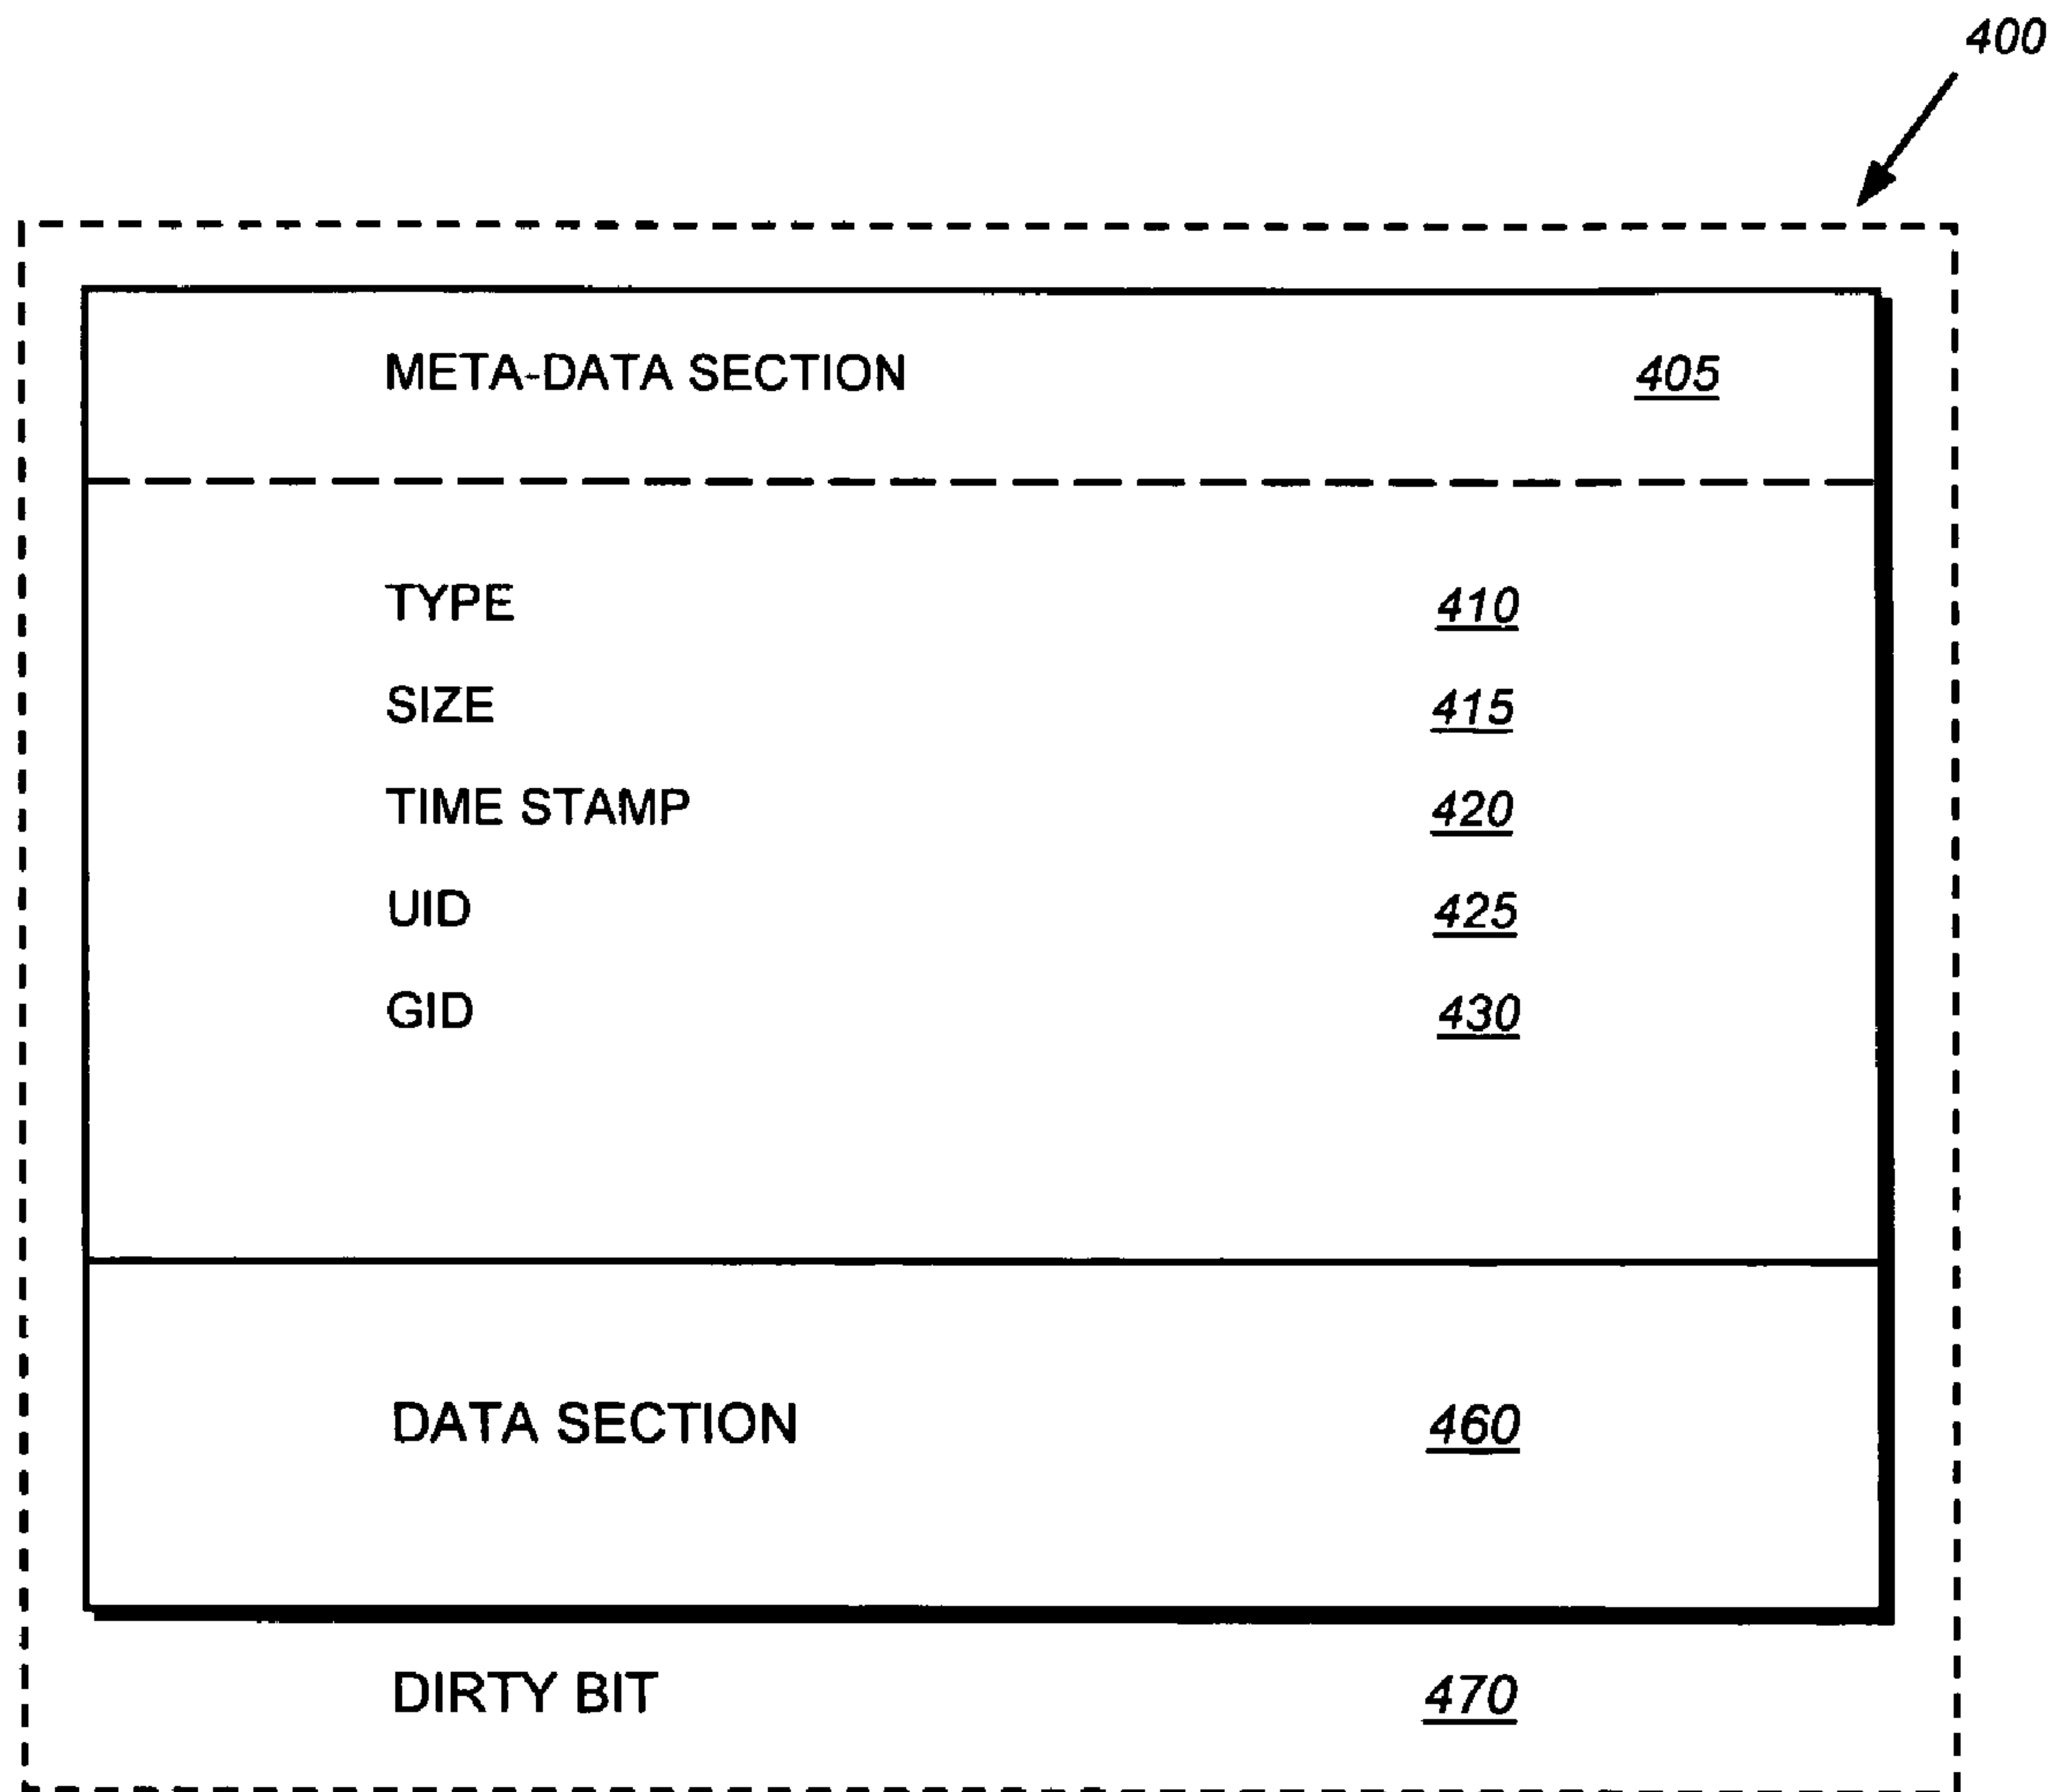 400
META-DATA SECTION 405
TYPE 410
SIZE 415
TIME STAMP 420
UID 425
GID 430
DATA SECTION 460
DIRTY BIT 470